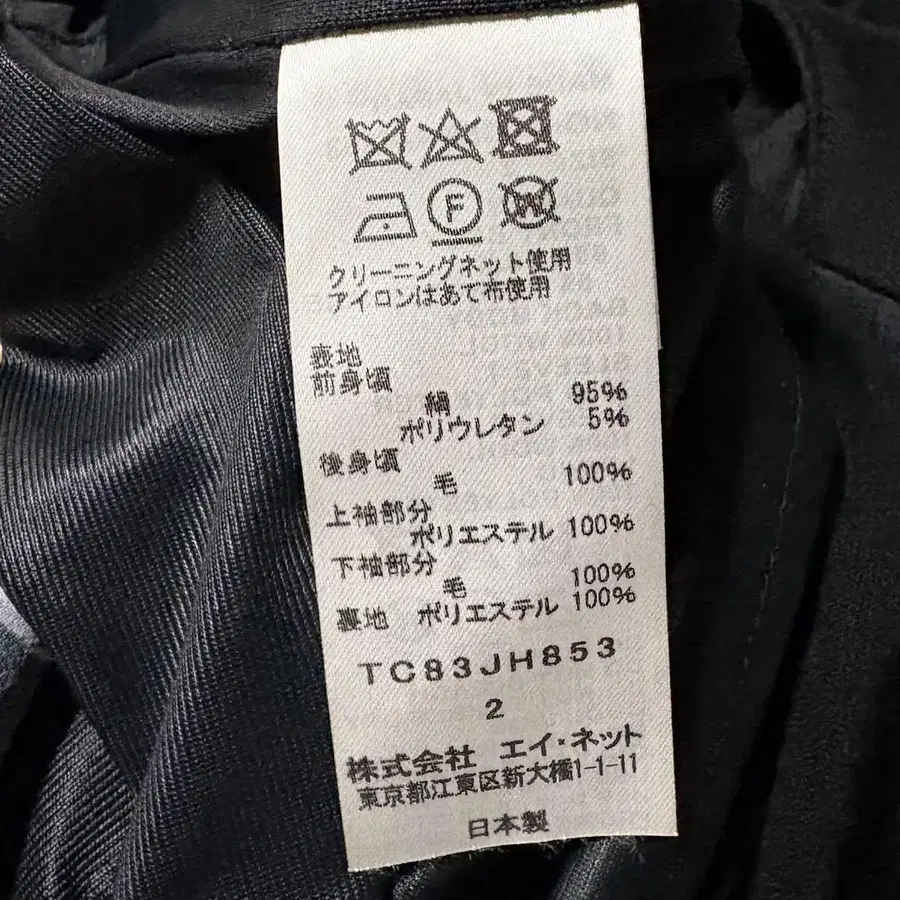 F
W
クリーニングネット使用
アイロンはあて布使用
表地
前身頃
絹 95%
ポリウレタン 5%
後身頃
毛 100%
上袖部分
ポリエステル 100%
下袖部分
毛 100%
裏地 ポリエステル 100%
TC83JH853
2
株式会社 エイ・ネット
東京都江東区新大橋1-1-11
日本製